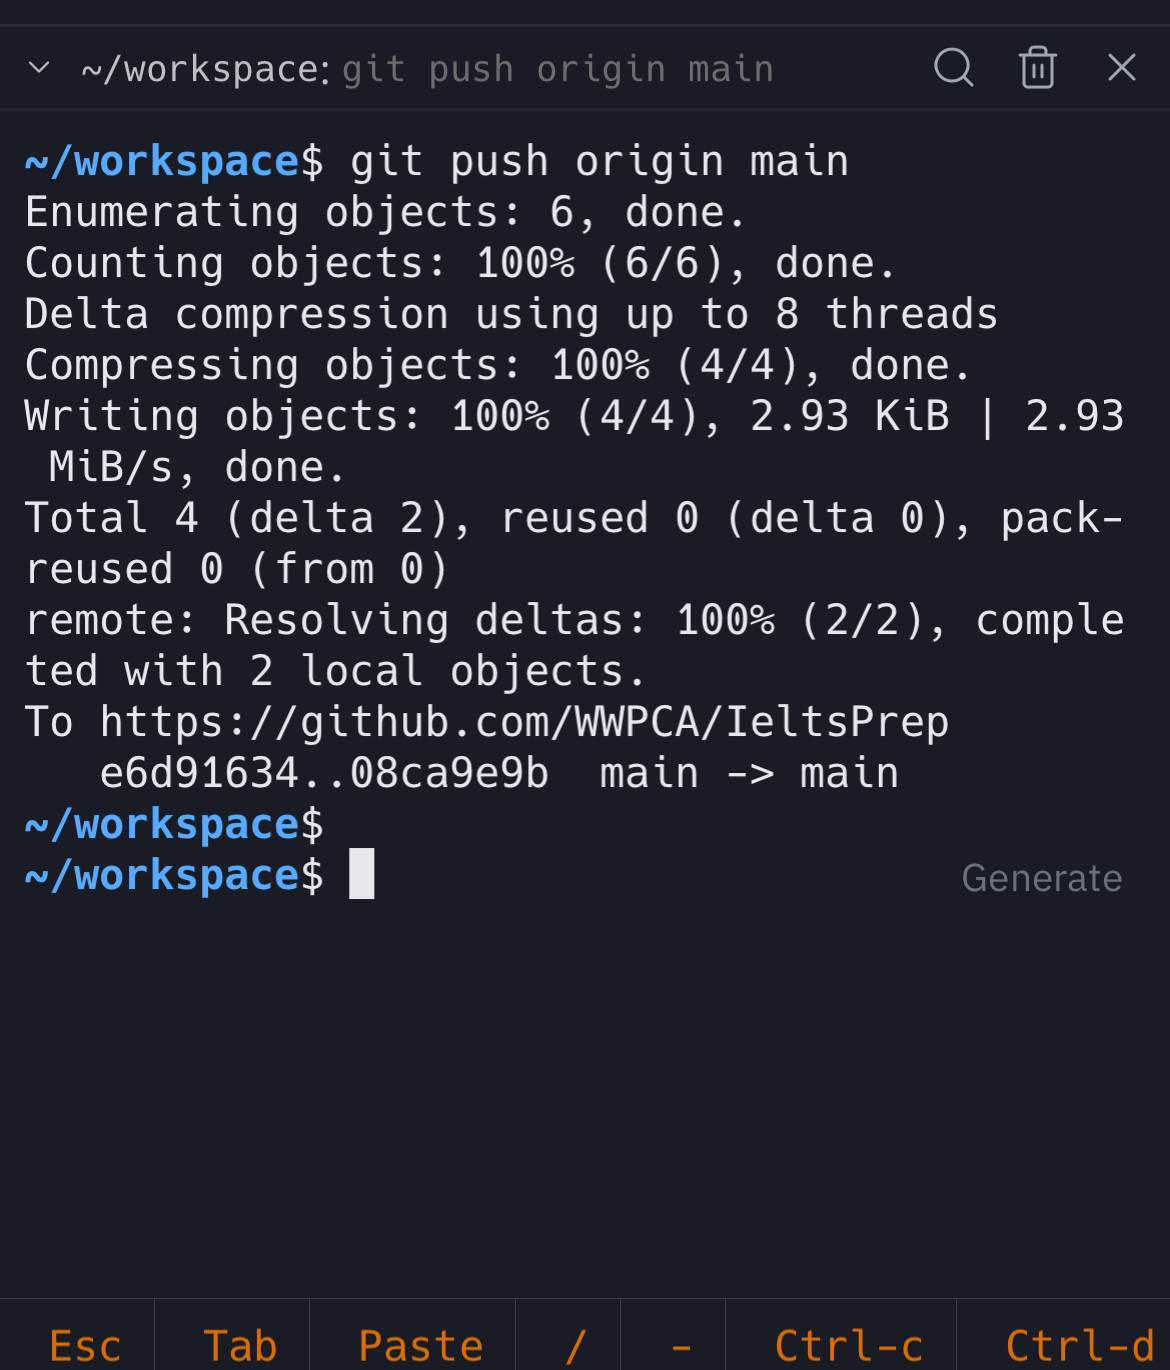 ~/workspace: git push origin main
~/workspace$ git push origin main
Enumerating objects: 6, done.
Counting objects: 100% (6/6), done.
Delta compression using up to 8 threads
Compressing objects: 100% (4/4), done.
Writing objects: 100% (4/4), 2.93 KiB | 2.93
 MiB/s, done.
Total 4 (delta 2), reused 0 (delta 0), pack-
reused 0 (from 0)
remote: Resolving deltas: 100% (2/2), comple
ted with 2 local objects.
To https://github.com/WWPCA/IeltsPrep
   e6d91634..08ca9e9b  main -> main
~/workspace$
~/workspace$ Generate
Esc Tab Paste / - Ctrl-c Ctrl-d